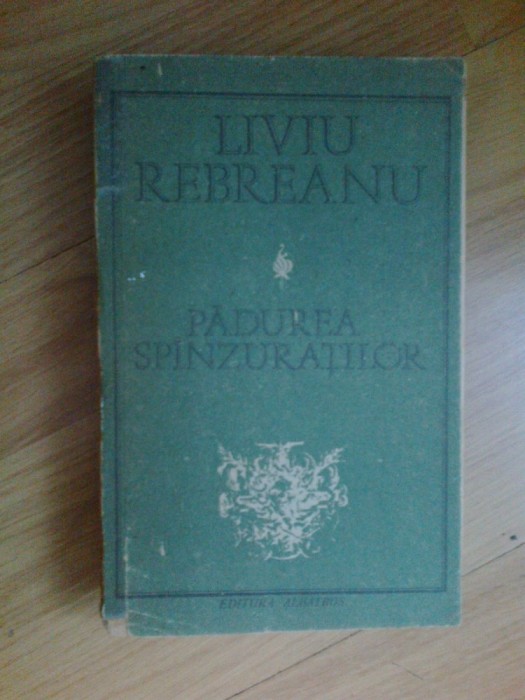 LIVIU
REBREANU
PĂDUREA
SPÎNZURAȚILOR
EDITURA ALBATROS